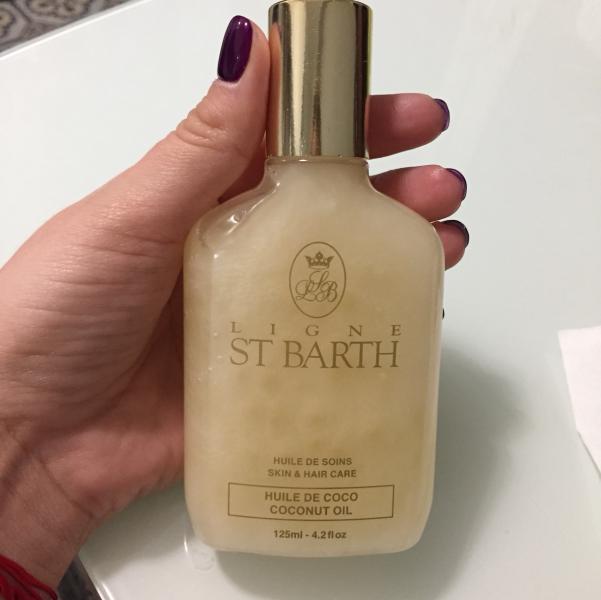 LSB
LIGNE
ST BARTH
HUILE DE SOINS
SKIN & HAIR CARE
HUILE DE COCO
COCONUT OIL
125ml - 4.2 fl oz